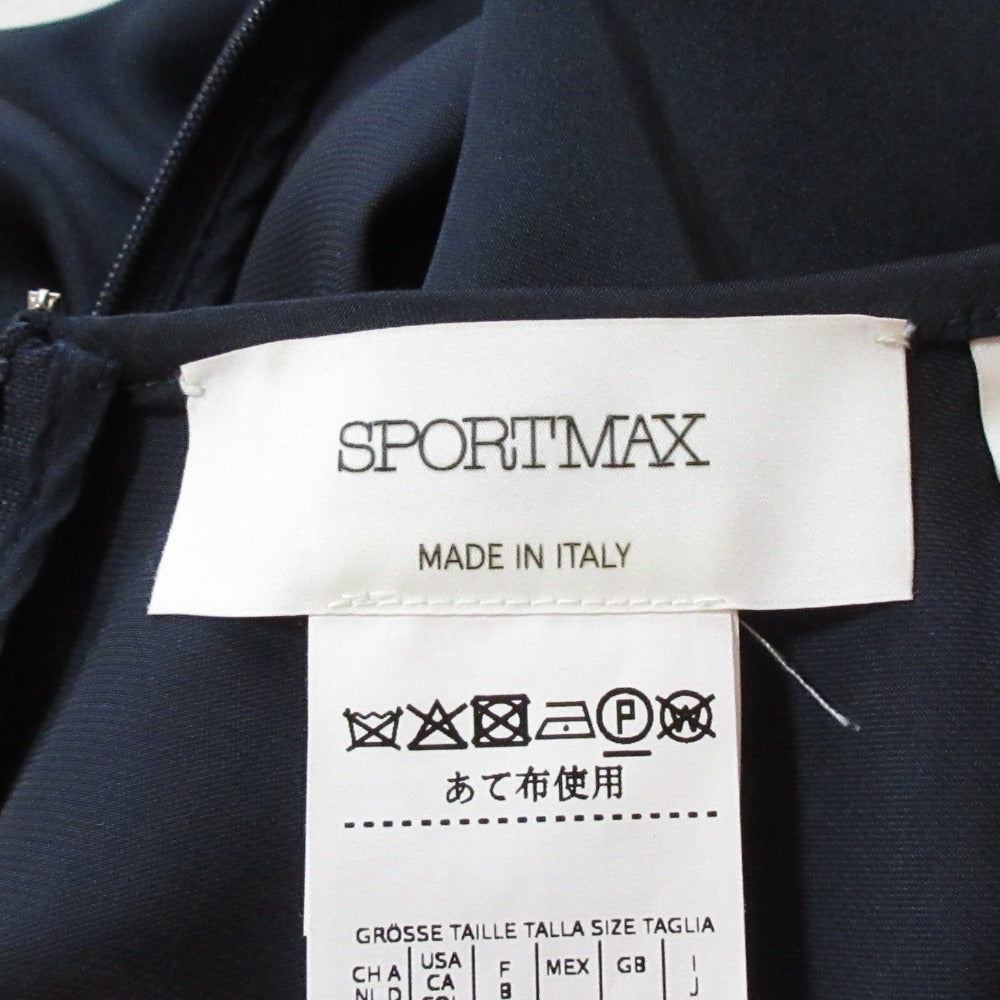 SPORTMAX
MADE IN ITALY
P W
あて布使用
GRÖSSE TAILLE TALLA SIZE TAGLIA
CH A USA F MEX GB I
NL D CA B J